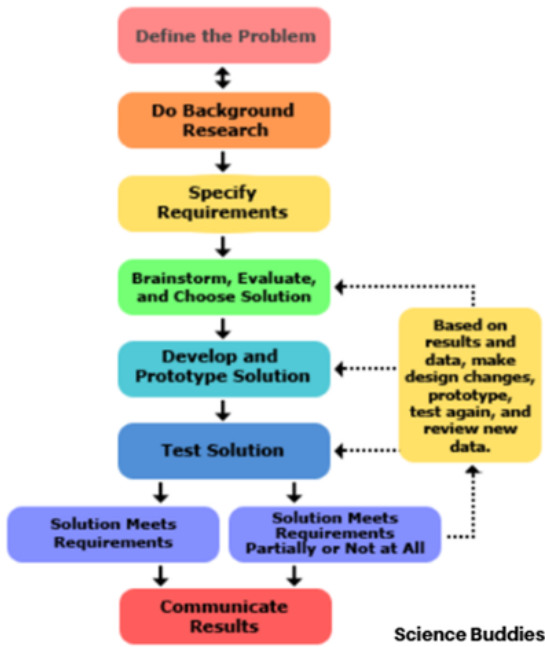 Define the Problem
Do Background
Research
Specify
Requirements
Brainstorm, Evaluate,
and Choose Solution
Develop and
Prototype Solution
Based on
results and
data, make
design changes,
prototype,
test again, and
review new
data.
Test Solution
Solution Meets
Requirements
Solution Meets
Requirements
Partially or Not at All
Communicate
Results
Science Buddies